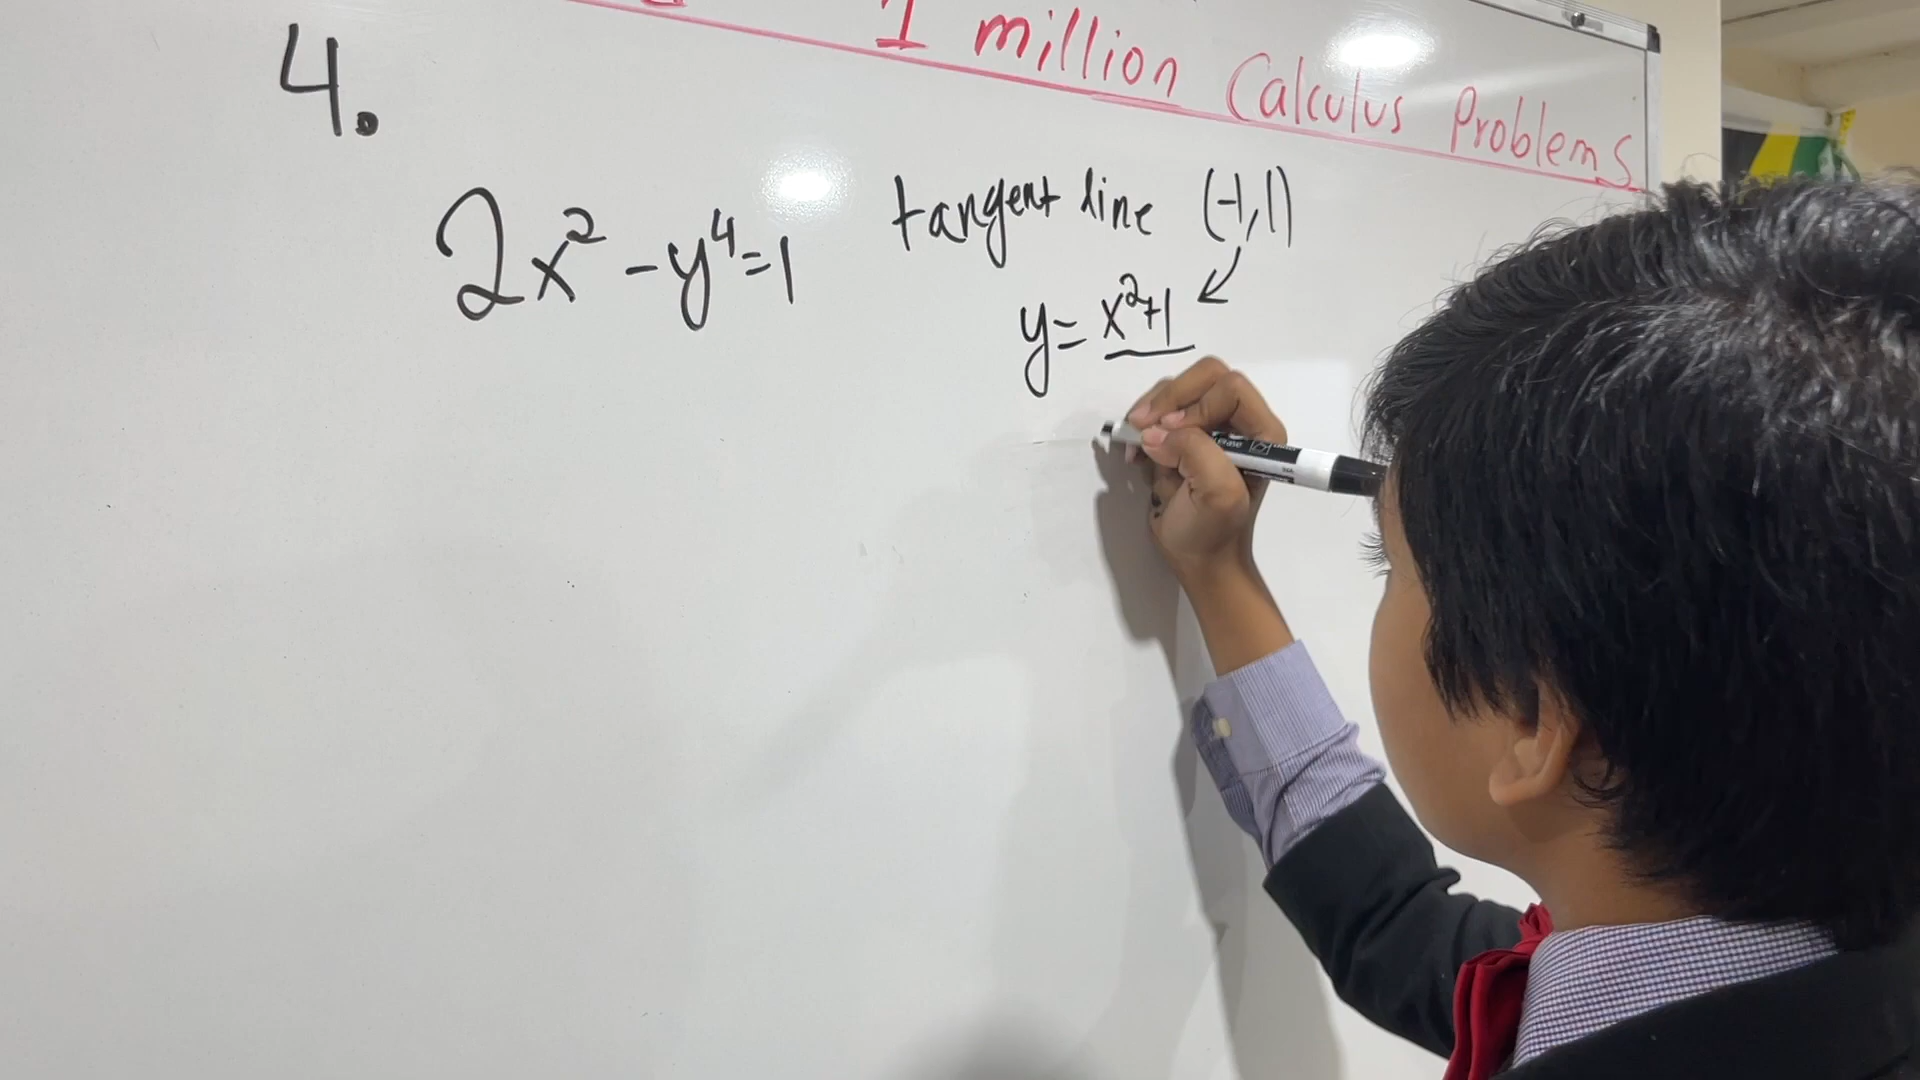 1 million Calculus Problems
4.
2x²-y⁴=1
tangent line (-1,1)
y= x²+1